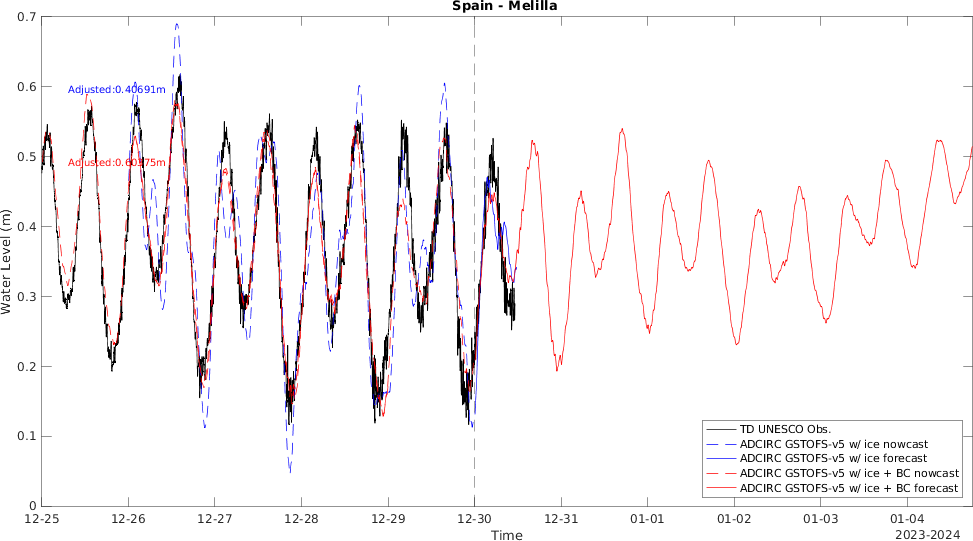 Spain - Melilla
0.7
0.6
0.5
0.4
0.3
0.2
0.1
0
Water Level (m)
Adjusted:0.40691m
TD UNESCO Obs.
ADCIRC GSTOFS-v5 w/ ice nowcast
ADCIRC GSTOFS-v5 w/ ice forecast
ADCIRC GSTOFS-v5 w/ ice + BC nowcast
ADCIRC GSTOFS-v5 w/ ice + BC forecast
12-25 12-26 12-27 12-28 12-29 12-30 12-31 01-01 01-02 01-03 01-04
Time
2023-2024